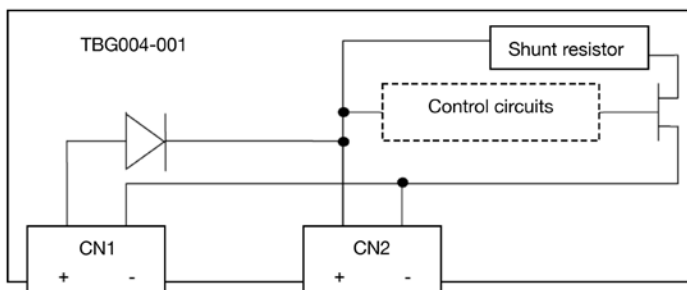 TBG004-001
Shunt resistor
Control circuits
CN1
+ -
CN2
+ -